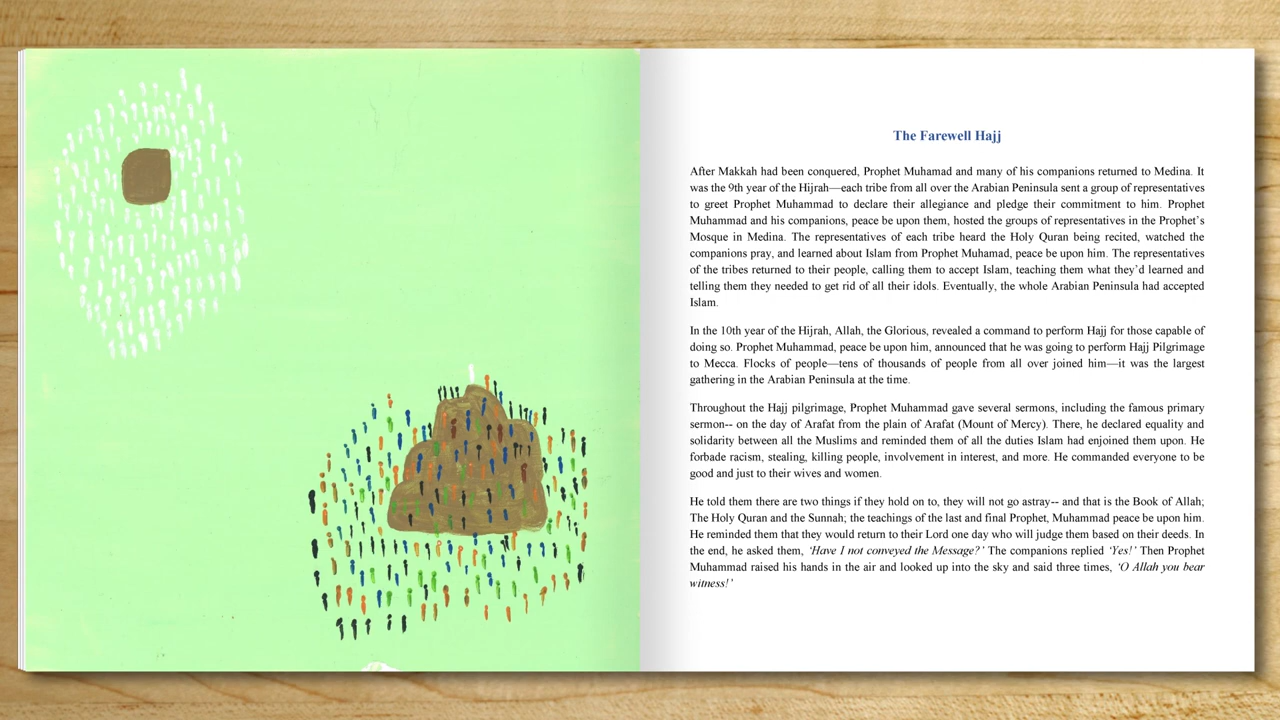 The Farewell Hajj
After Makkah had been conquered, Prophet Muhamad and many of his companions returned to Medina. It
was the 9th year of the Hijrah—each tribe from all over the Arabian Peninsula sent a group of representatives
to greet Prophet Muhammad to declare their allegiance and pledge their commitment to him. Prophet
Muhammad and his companions, peace be upon them, hosted the groups of representatives in the Prophet's
Mosque in Medina. The representatives of each tribe heard the Holy Quran being recited, watched the
companions pray, and learned about Islam from Prophet Muhamad, peace be upon him. The representatives
of the tribes returned to their people, calling them to accept Islam, teaching them what they'd learned and
telling them they needed to get rid of all their idols. Eventually, the whole Arabian Peninsula had accepted
Islam.
In the 10th year of the Hijrah, Allah, the Glorious, revealed a command to perform Hajj for those capable of
doing so. Prophet Muhammad, peace be upon him, announced that he was going to perform Hajj Pilgrimage
to Mecca. Flocks of people—tens of thousands of people from all over joined him—it was the largest
gathering in the Arabian Peninsula at the time.
Throughout the Hajj pilgrimage, Prophet Muhammad gave several sermons, including the famous primary
sermon-- on the day of Arafat from the plain of Arafat (Mount of Mercy). There, he declared equality and
solidarity between all the Muslims and reminded them of all the duties Islam had enjoined them upon. He
forbade racism, stealing, killing people, involvement in interest, and more. He commanded everyone to be
good and just to their wives and women.
He told them there are two things if they hold on to, they will not go astray-- and that is the Book of Allah;
The Holy Quran and the Sunnah; the teachings of the last and final Prophet, Muhammad peace be upon him.
He reminded them that they would return to their Lord one day who will judge them based on their deeds. In
the end, he asked them, 'Have I not conveyed the Message?' The companions replied 'Yes!' Then Prophet
Muhammad raised his hands in the air and looked up into the sky and said three times, 'O Allah you bear
witness!'